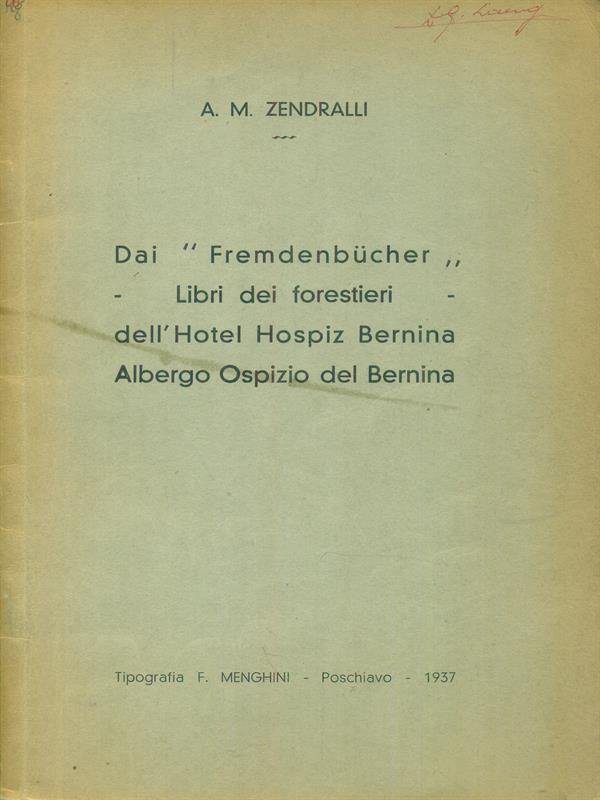 A. M. ZENDRALLI
Dai " Fremdenbücher „
- Libri dei forestieri -
dell'Hotel Hospiz Bernina
Albergo Ospizio del Bernina
Tipografia F. MENGHINI - Poschiavo - 1937